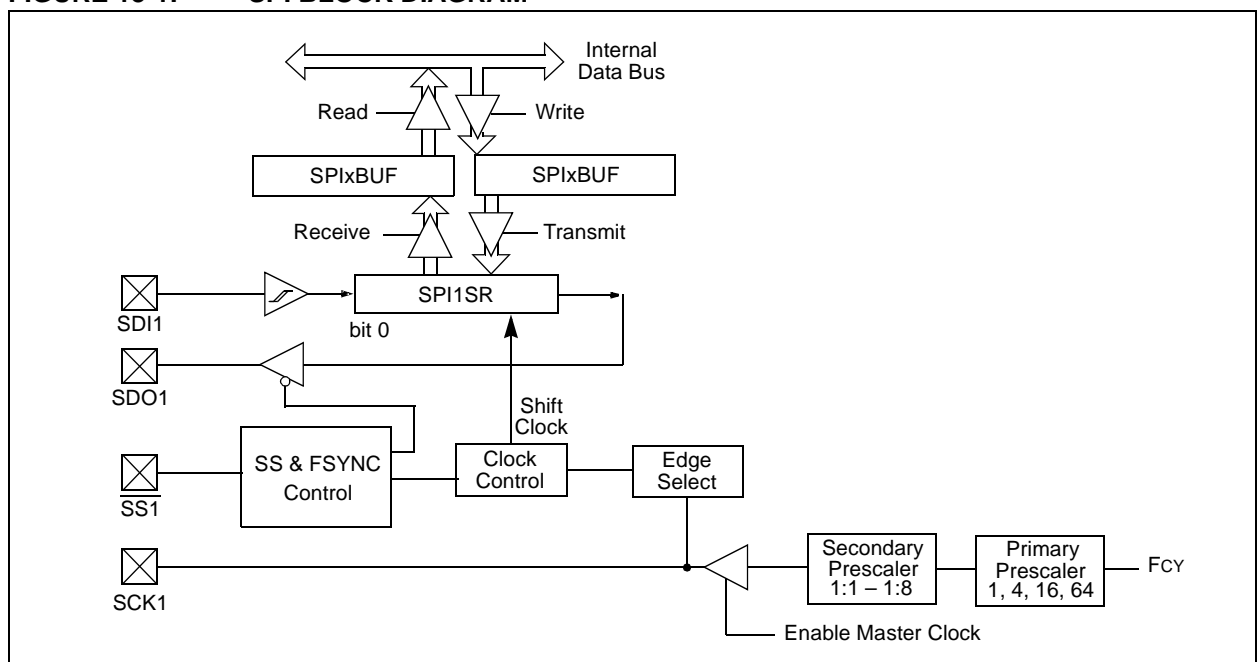 Internal
Data Bus
Read
Write
SPIxBUF
SPIxBUF
Receive
Transmit
SPI1SR
SDI1
bit 0
SDO1
Shift
Clock
SS & FSYNC
Control
Clock
Control
Edge
Select
SS1
Secondary
Prescaler
1:1 – 1:8
Primary
Prescaler
1, 4, 16, 64
FCY
SCK1
Enable Master Clock